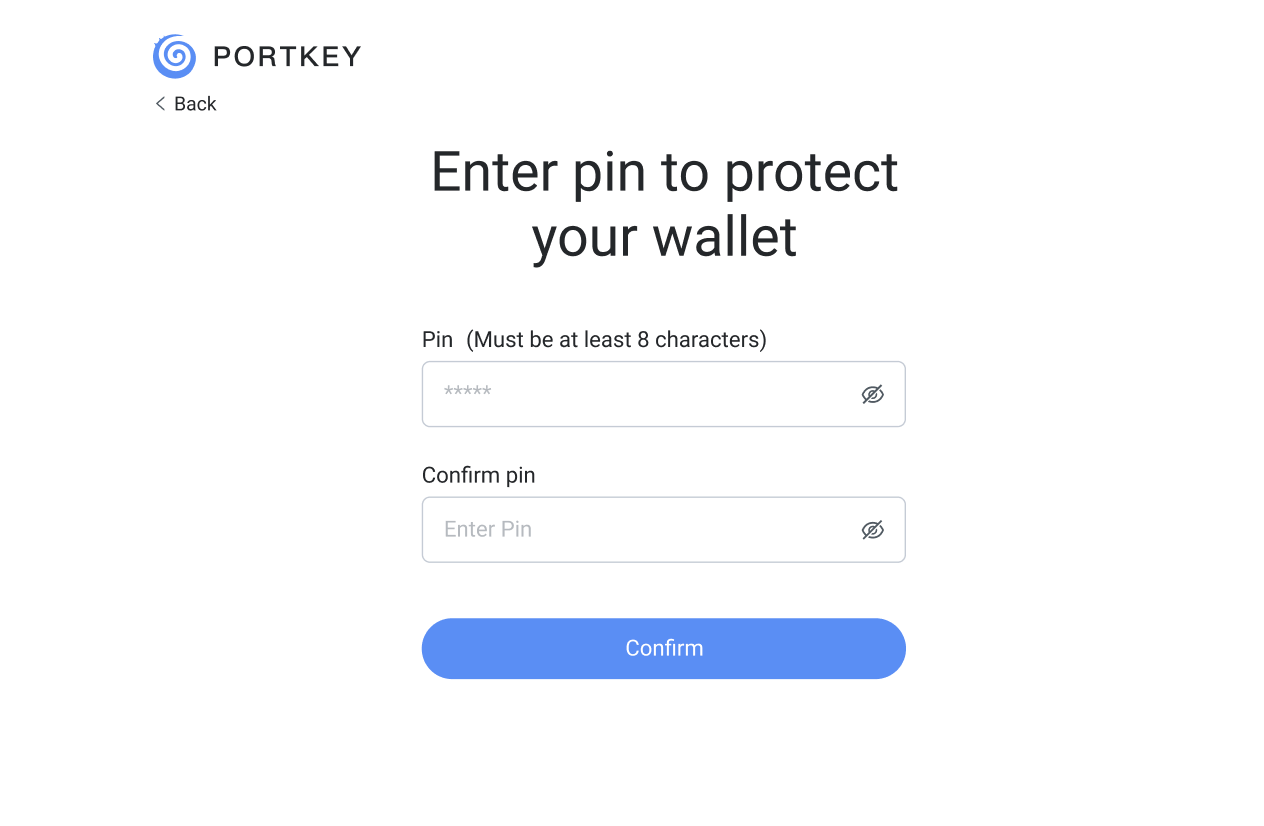 PORTKEY
Back
Enter pin to protect
your wallet
Pin (Must be at least 8 characters)
*****
Confirm pin
Enter Pin
Confirm